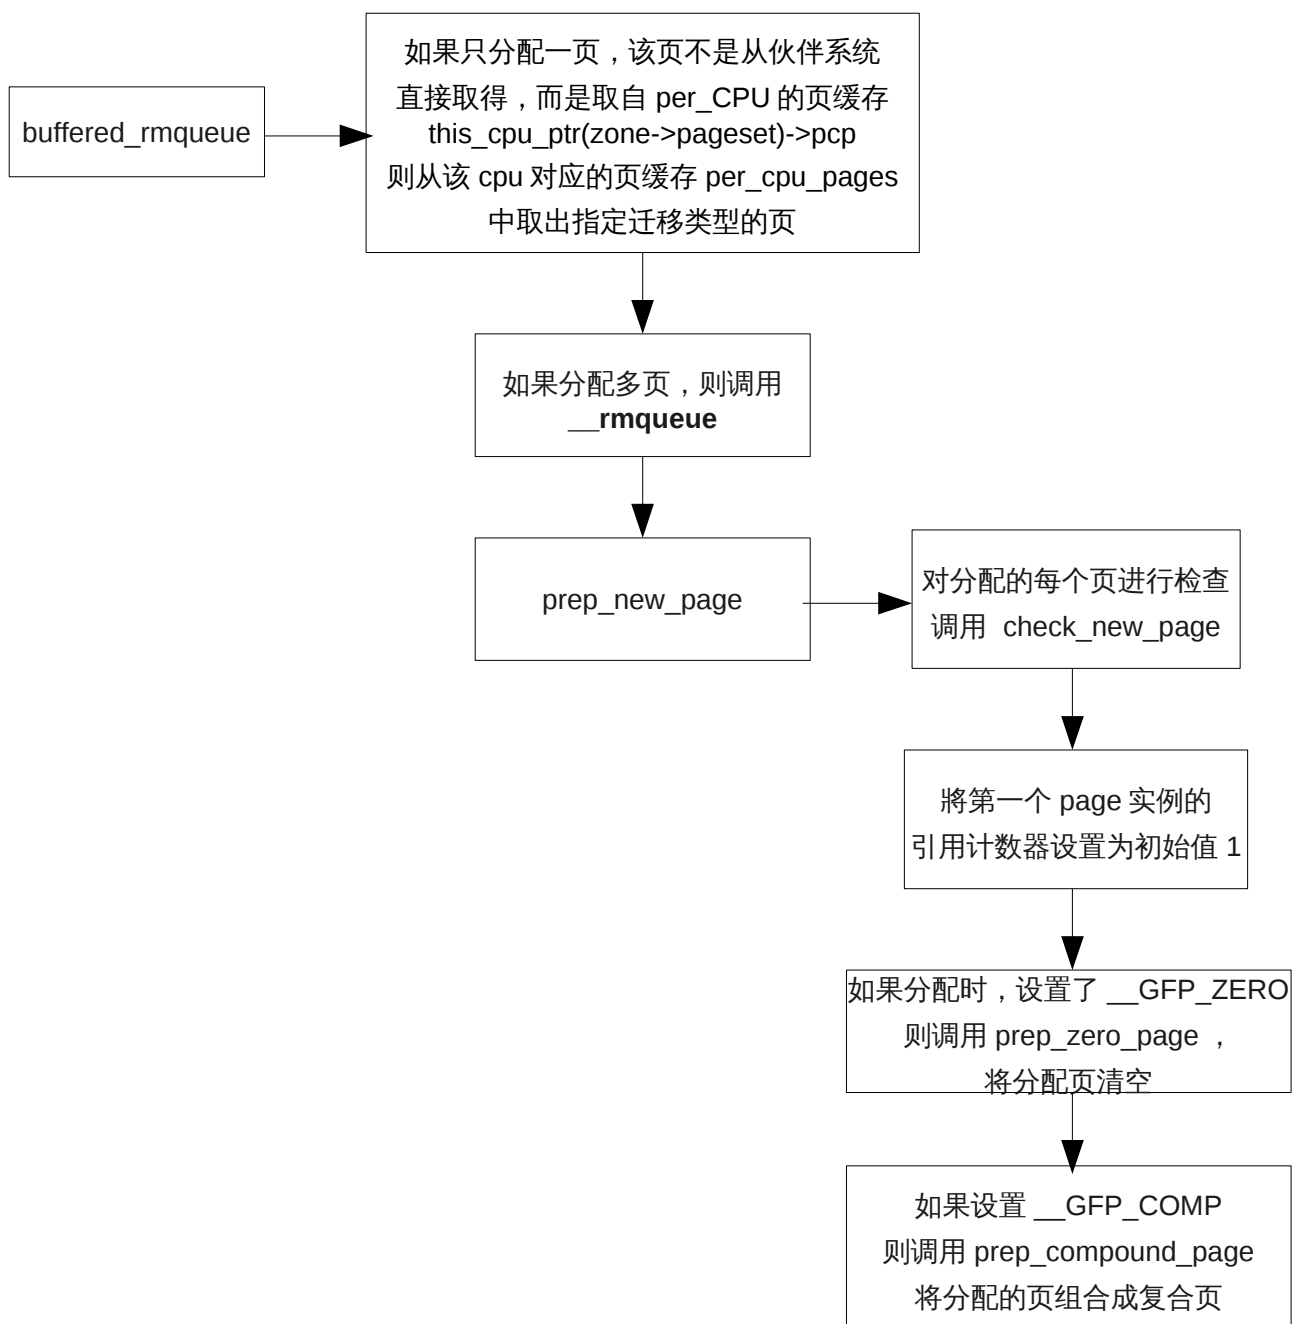 buffered_rmqueue
如果只分配一页，该页不是从伙伴系统
直接取得，而是取自 per_CPU 的页缓存
this_cpu_ptr(zone->pageset)->pcp
则从该 cpu 对应的页缓存 per_cpu_pages
中取出指定迁移类型的页
如果分配多页，则调用
__rmqueue
prep_new_page
对分配的每个页进行检查
调用 check_new_page
將第一个 page 实例的
引用计数器设置为初始值 1
如果分配时，设置了 __GFP_ZERO
则调用 prep_zero_page ，
将分配页清空
如果设置 __GFP_COMP
则调用 prep_compound_page
将分配的页组合成复合页